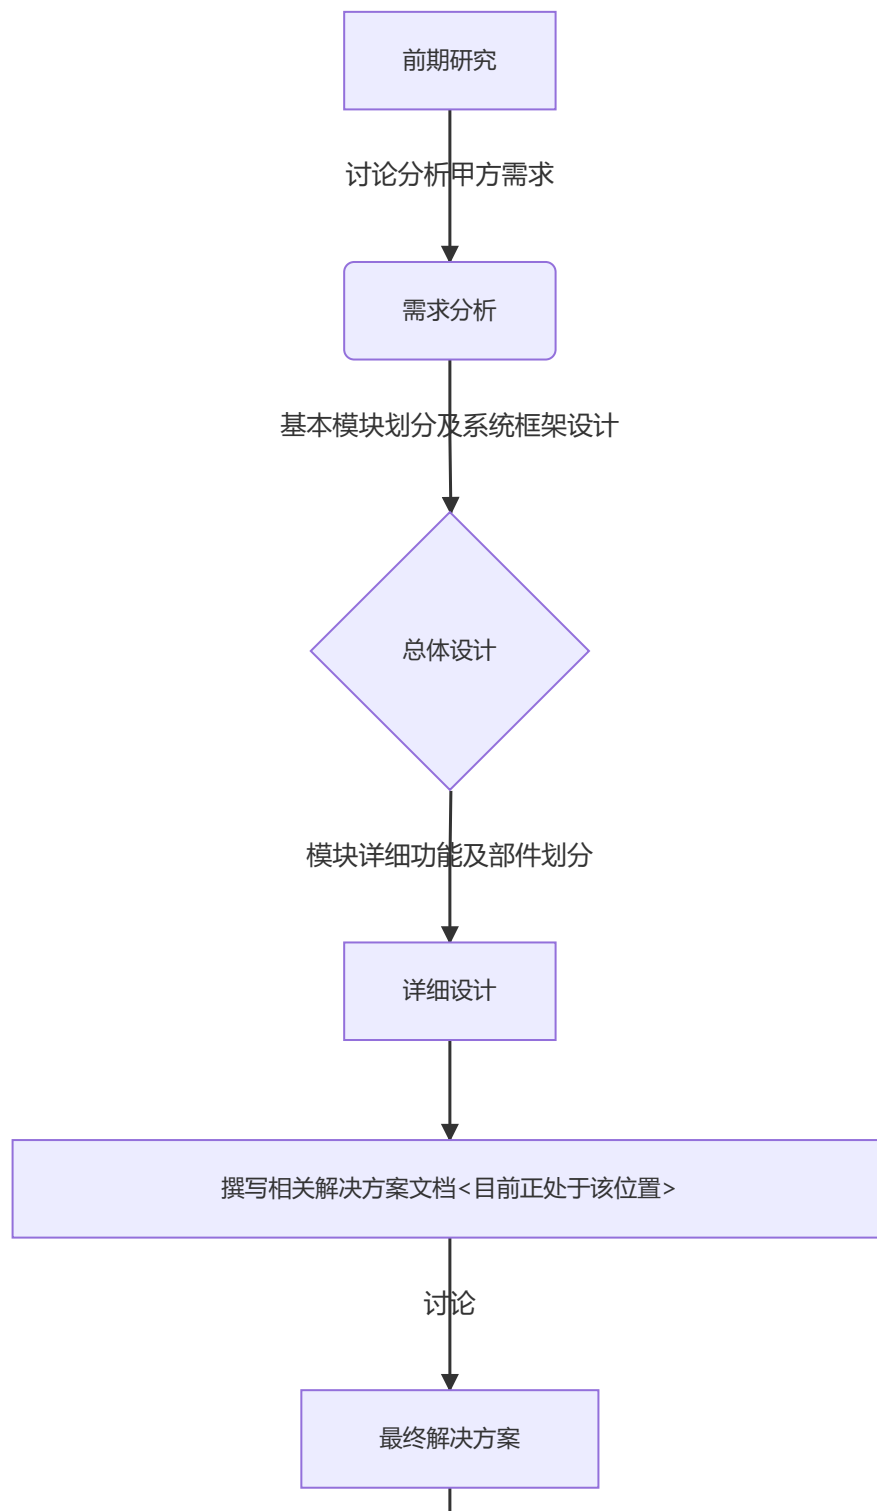 前期研究
讨论分析甲方需求
需求分析
基本模块划分及系统框架设计
总体设计
模块详细功能及部件划分
详细设计
撰写相关解决方案文档<目前正处于该位置>
讨论
最终解决方案